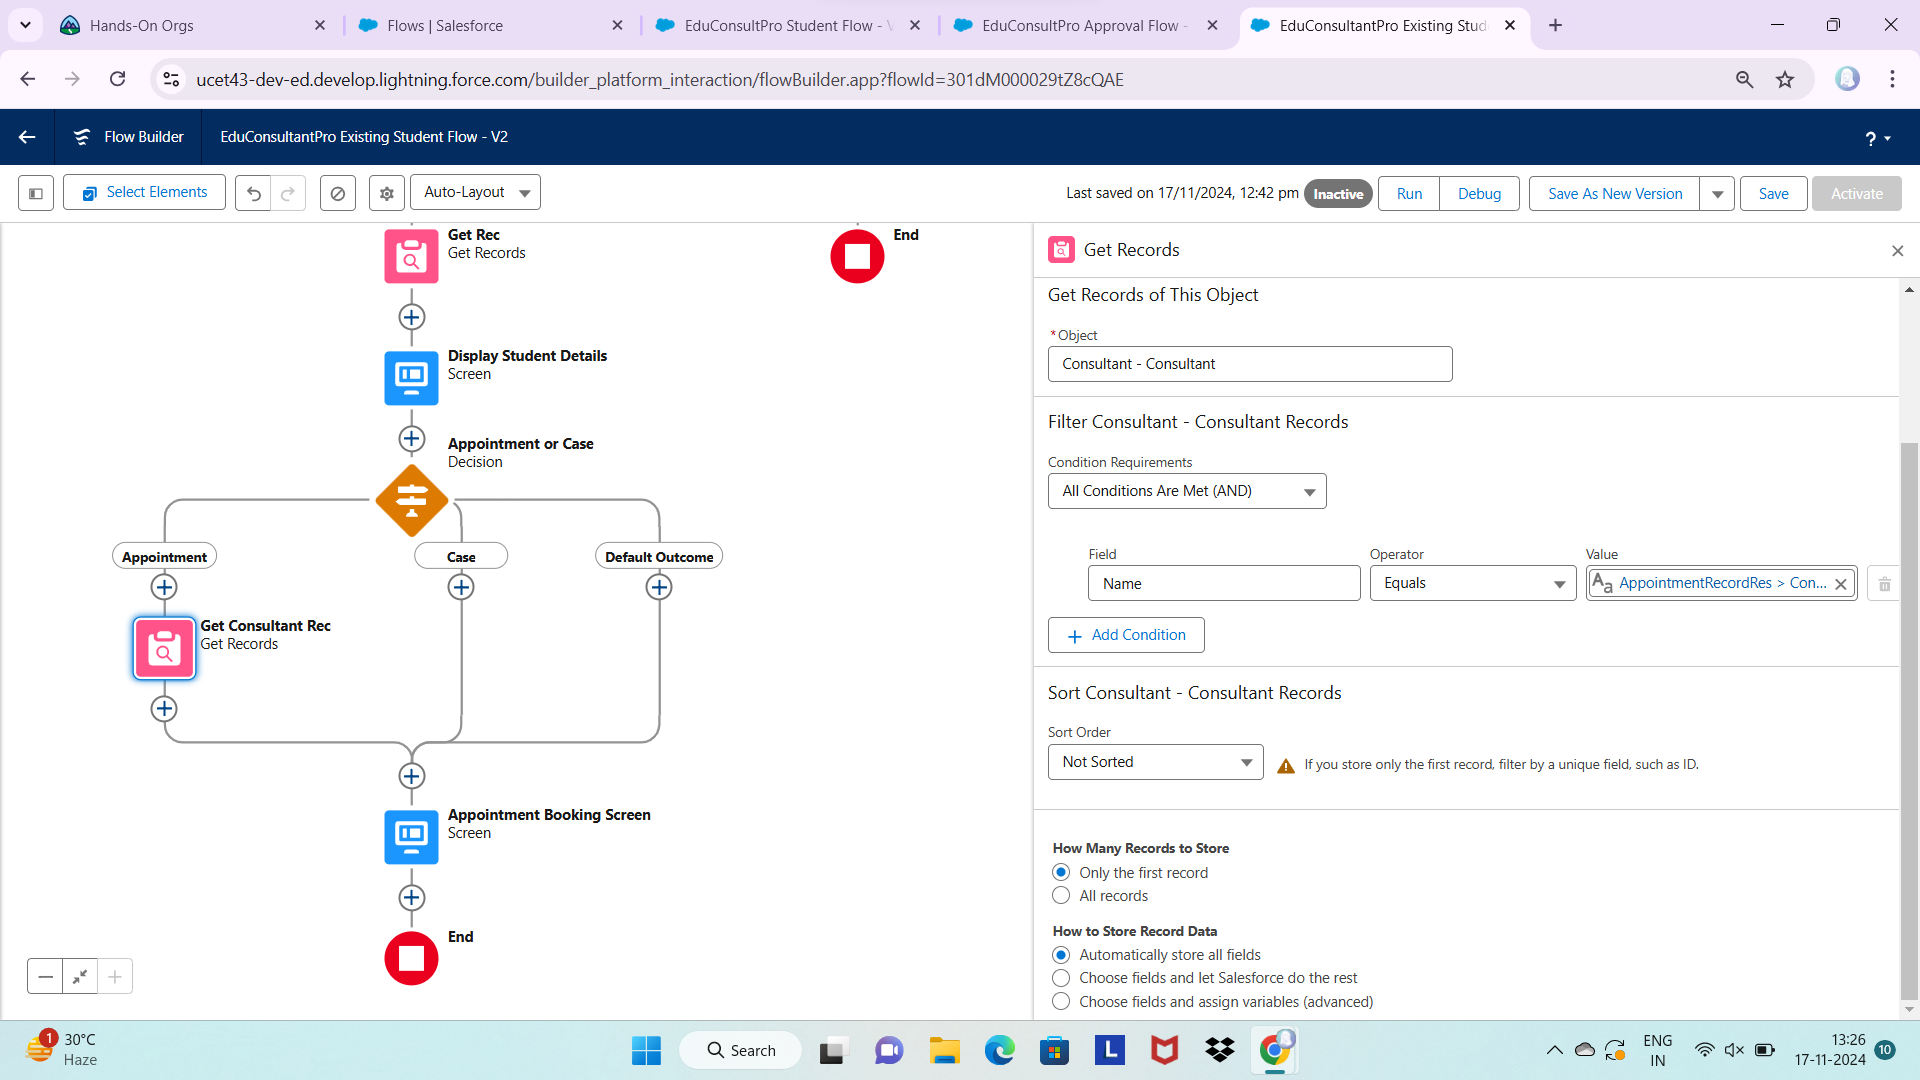 Hands-On Orgs
Flows | Salesforce
EduConsultPro Student Flow - V
EduConsultPro Approval Flow -
EduConsultantPro Existing Stud
ucet43-dev-ed.develop.lightning.force.com/builder_platform_interaction/flowBuilder.app?flowId=301dM000029tZ8cQAE
Flow Builder
EduConsultantPro Existing Student Flow - V2
?
Select Elements
Auto-Layout
Last saved on 17/11/2024, 12:42 pm
Inactive
Run
Debug
Save As New Version
Save
Activate
Get Rec
Get Records
End
Display Student Details
Screen
Appointment or Case
Decision
Appointment
Case
Default Outcome
Get Consultant Rec
Get Records
Appointment Booking Screen
Screen
End
Get Records
Get Records of This Object
*Object
Consultant - Consultant
Filter Consultant - Consultant Records
Condition Requirements
All Conditions Are Met (AND)
Field
Operator
Value
Name
Equals
Aa AppointmentRecordRes > Con...
Add Condition
Sort Consultant - Consultant Records
Sort Order
Not Sorted
If you store only the first record, filter by a unique field, such as ID.
How Many Records to Store
Only the first record
All records
How to Store Record Data
Automatically store all fields
Choose fields and let Salesforce do the rest
Choose fields and assign variables (advanced)
1
30°C
Haze
Search
L
ENG
IN
13:26
17-11-2024
10